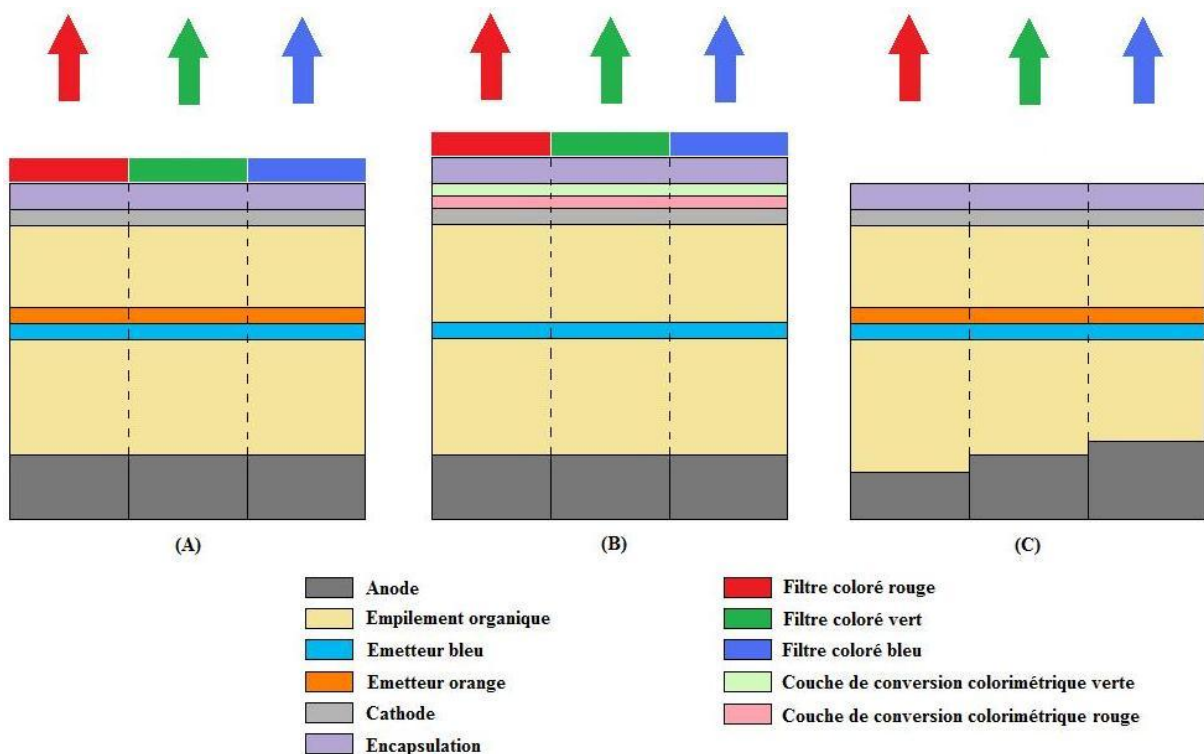 (A)
(B)
(C)
Anode
Empilement organique
Emetteur bleu
Emetteur orange
Cathode
Encapsulation
Filtre coloré rouge
Filtre coloré vert
Filtre coloré bleu
Couche de conversion colorimétrique verte
Couche de conversion colorimétrique rouge